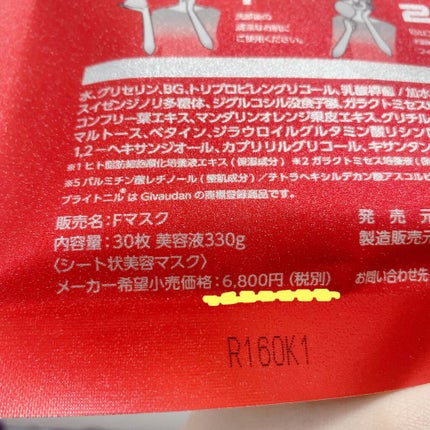 洗顔後の
清潔なお肌に
ご使用ください。
水、グリセリン、BG、トリプロピレングリコール、乳酸桿菌/加水
スイゼンジノリ多糖体、ジグルコシル没食子酸、ガラクトミセス
コンフリー葉エキス、マンダリンオレンジ果皮エキス、グリチル
マルトース、ベタイン、ジラウロイルグルタミン酸リシン
1,2-ヘキサンジオール、カプリリルグリコール、キサンタン
※1 ヒト脂肪細胞順化培養液エキス(保湿成分) ※2 ガラクトミセス培養液(保
※5 パルミチン酸レチノール(整肌成分)/テトラヘキシルデカン酸アスコルビ
ブライトニル® は Givaudan の商標登録商品です。
販売名:Fマスク
発売元
内容量:30枚 美容液330g
製造販売元
〈シート状美容マスク〉
メーカー希望小売価格:6,800円(税別)
お問い合わせ先
R160K1